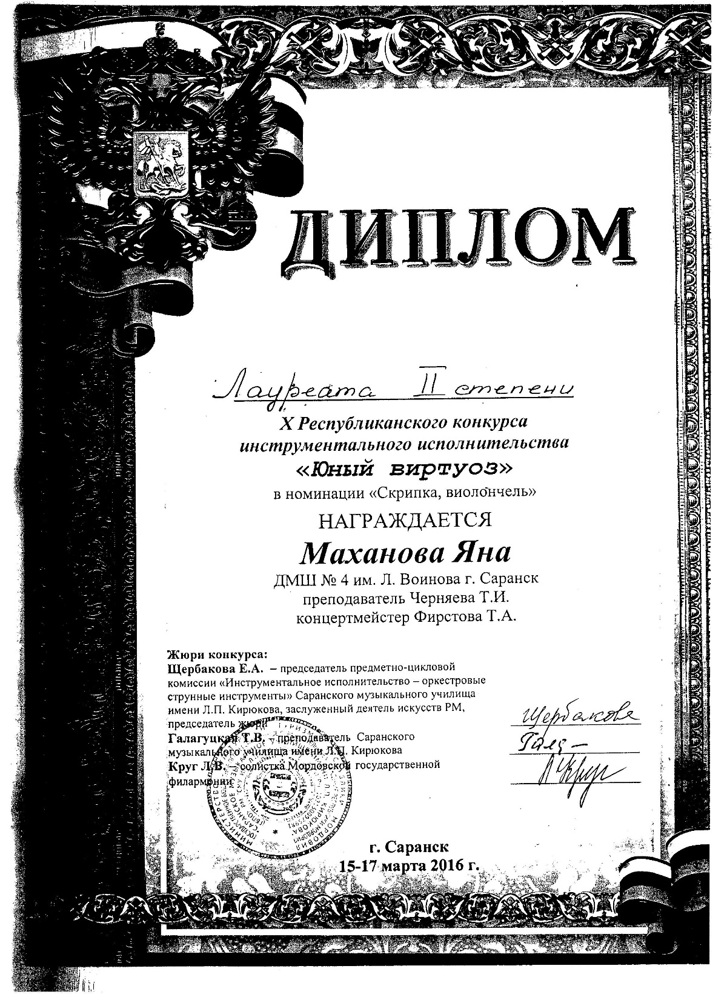 ДИПЛОМ
Лауреата II степени
X Республиканского конкурса
инструментального исполнительства
«Юный виртуоз»
в номинации «Скрипка, виолончель»
НАГРАЖДАЕТСЯ
Маханова Яна
ДМШ № 4 им. Л. Воинова г. Саранск
преподаватель Черняева Т.И.
концертмейстер Фирстова Т.А.
Жюри конкурса:
Щербакова Е.А. – председатель предметно-цикловой
комиссии «Инструментальное исполнительство – оркестровые
струнные инструменты» Саранского музыкального училища
имени Л.П. Кирюкова, заслуженный деятель искусств РМ,
председатель жюри
Щербакова
Галагуцкая Т.В. – преподаватель Саранского
музыкального училища имени Л.П. Кирюкова
Круг Л.В. – солистка Мордовской государственной
филармонии
Круг
г. Саранск
15-17 марта 2016 г.